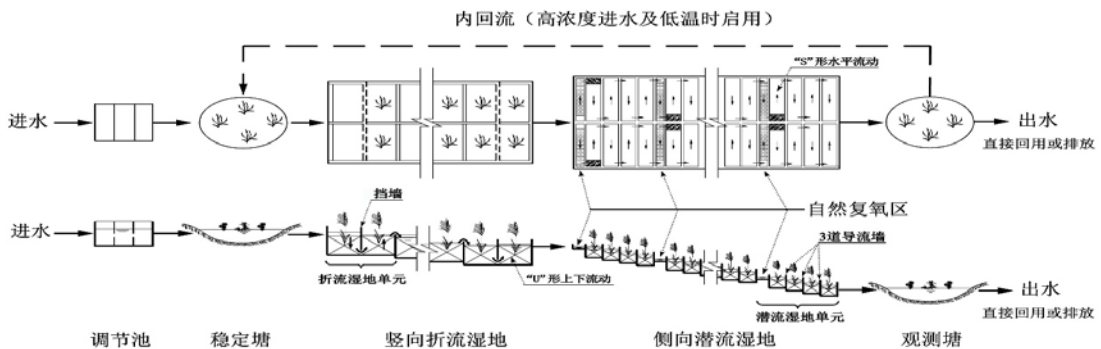 内回流（高浓度进水及低温时启用）
“S”形水平流动
进水
出水
直接回用或排放
挡墙
自然复氧区
进水
3道导流墙
折流湿地单元
“U”形上下流动
潜流湿地单元
出水
直接回用或排放
调节池
稳定塘
竖向折流湿地
侧向潜流湿地
观测塘